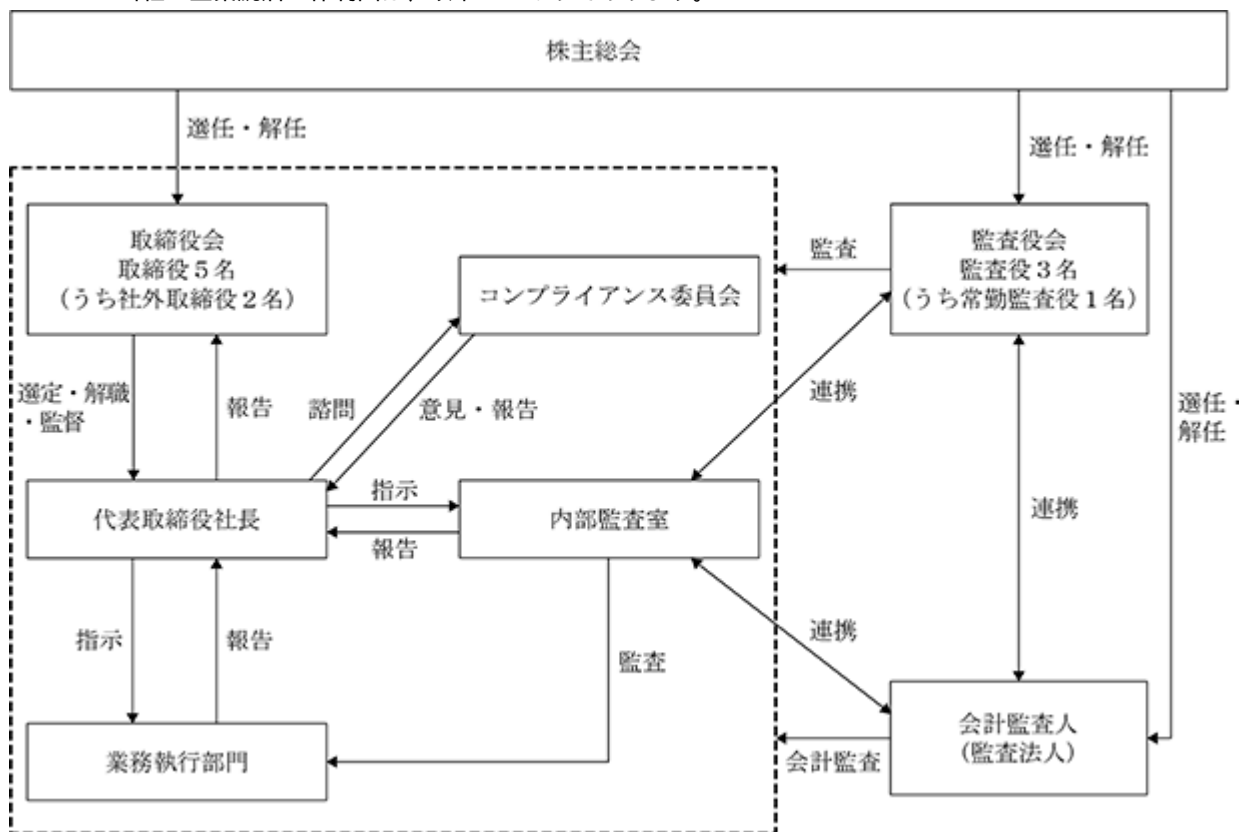 株主総会
選任・解任
選任・解任
取締役会
取締役5名
(うち社外取締役2名)
コンプライアンス委員会
監査
監査役会
監査役3名
(うち常勤監査役1名)
選定・解職
・監督
報告
諮問
意見・報告
連携
選任・
解任
代表取締役社長
指示
報告
内部監査室
連携
指示
報告
監査
連携
業務執行部門
会計監査
会計監査人
(監査法人)